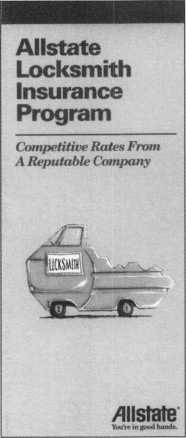 Allstate
Locksmith
Insurance
Program
Competitive Rates From
A Reputable Company
LOCKSMITH
Allstate®
You're in good hands.